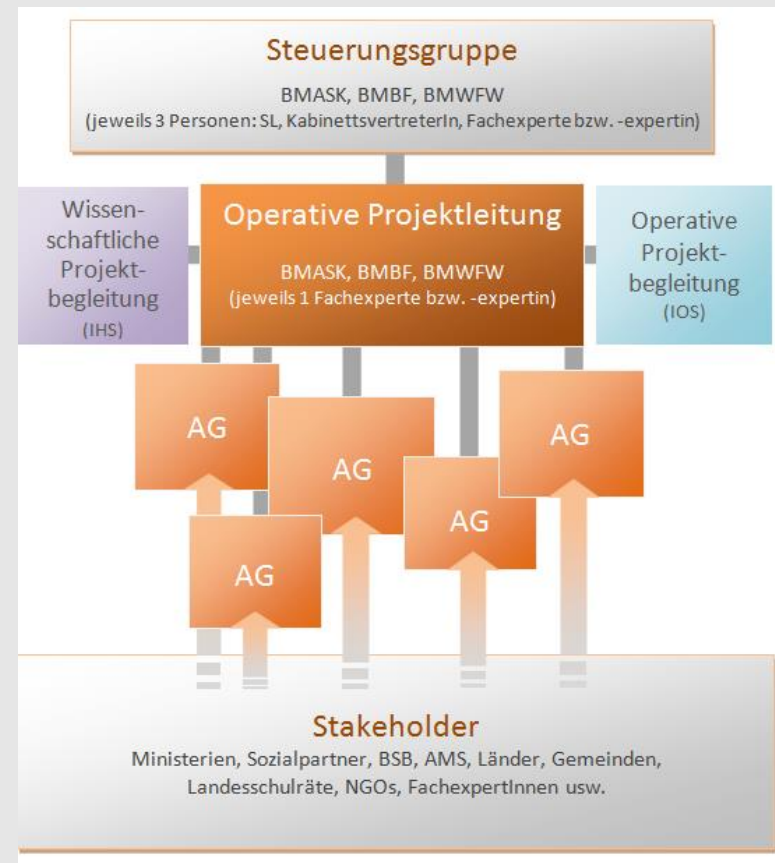 Steuerungsgruppe
BMASK, BMBF, BMWFW
(jeweils 3 Personen: SL, KabinettsvertreterIn, Fachexperte bzw. -expertin)
Wissen-
schaftliche
Projekt-
begleitung
(IHS)
Operative Projektleitung
BMASK, BMBF, BMWFW
(jeweils 1 Fachexperte bzw. -expertin)
Operative
Projekt-
begleitung
(IOS)
AG
AG
AG
AG
AG
Stakeholder
Ministerien, Sozialpartner, BSB, AMS, Länder, Gemeinden,
Landesschulräte, NGOs, FachexpertInnen usw.